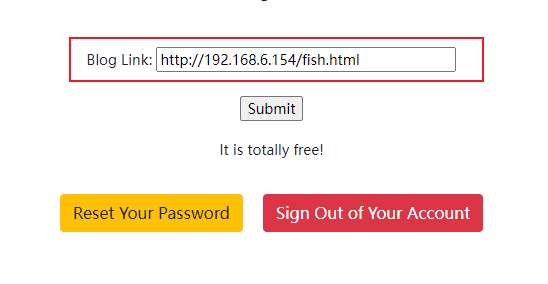 Blog Link: http://192.168.6.154/fish.html
Submit
It is totally free!
Reset Your Password Sign Out of Your Account